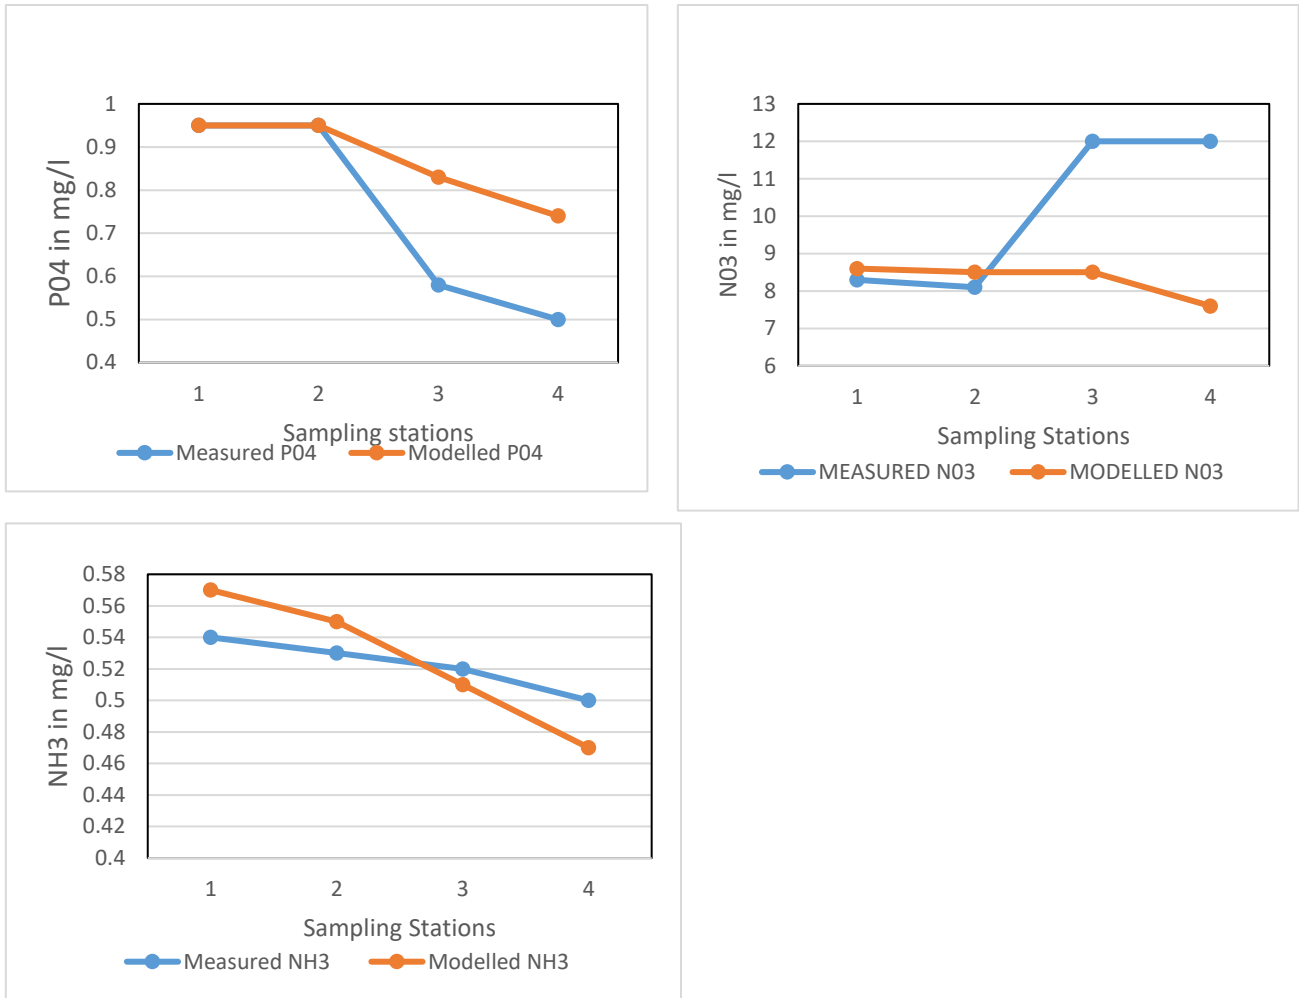 P04 in mg/l
1
0.9
0.8
0.7
0.6
0.5
0.4
1 2 3 4
Sampling stations
Measured P04 Modelled P04
N03 in mg/l
13
12
11
10
9
8
7
6
1 2 3 4
Sampling Stations
MEASURED N03 MODELLED N03
NH3 in mg/l
0.58
0.56
0.54
0.52
0.5
0.48
0.46
0.44
0.42
0.4
1 2 3 4
Sampling Stations
Measured NH3 Modelled NH3